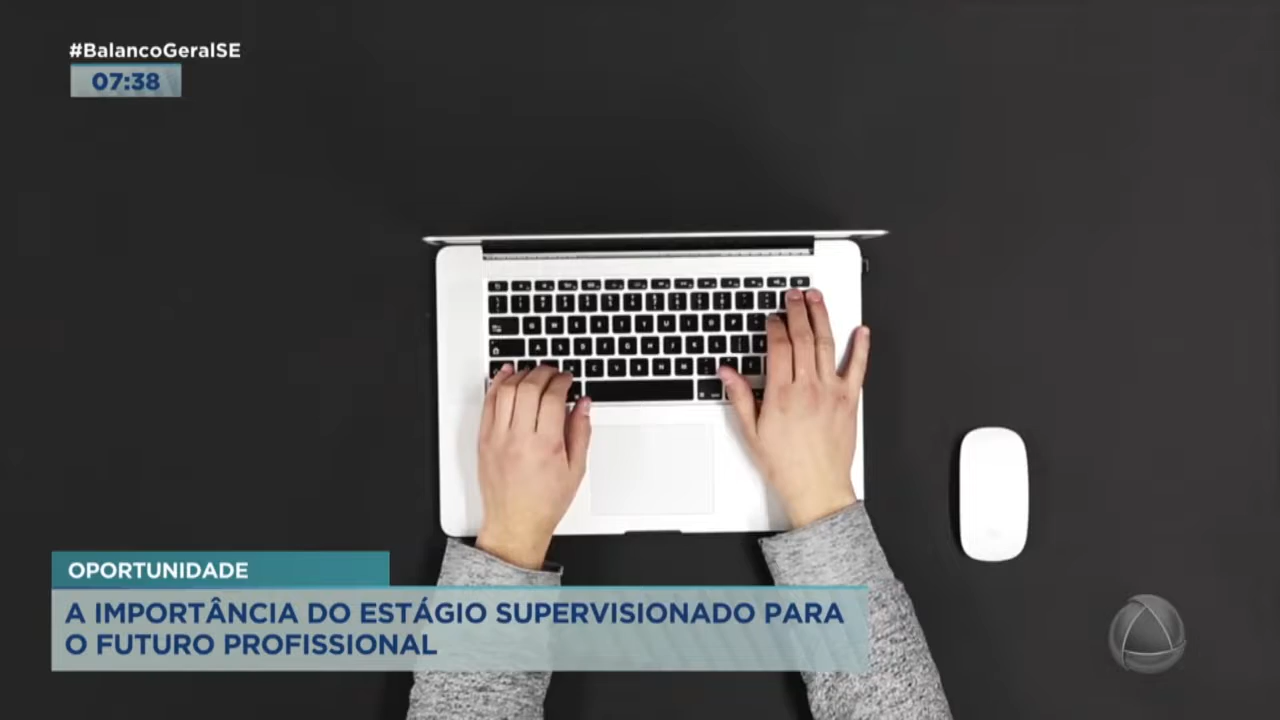 #BalancoGeralSE
07:38
OPORTUNIDADE
A IMPORTÂNCIA DO ESTÁGIO SUPERVISIONADO PARA
O FUTURO PROFISSIONAL